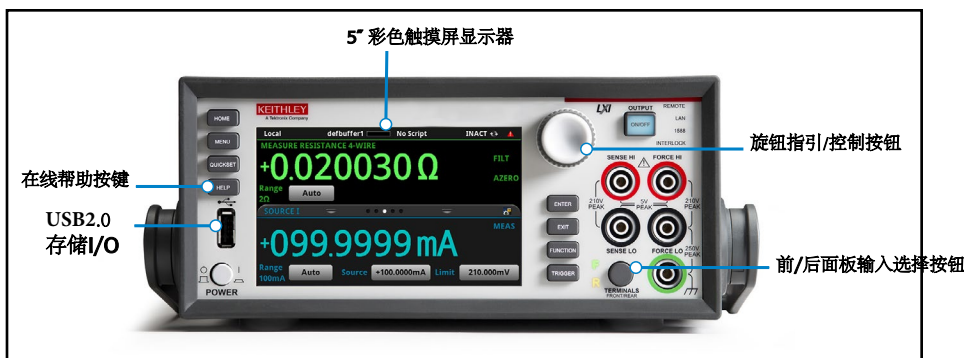 5″ 彩色触摸屏显示器
KEITHLEY
A Tektronix Company
LXI
OUTPUT
ON/OFF
REMOTE
LAN
1588
INTERLOCK
HOME
MENU
QUICKSET
HELP
在线帮助按键
USB2.0
存储I/O
POWER
Local defbuffer1 No Script INACT
MEASURE RESISTANCE 4-WIRE
+0.020030 Ω
FILT
AZERO
Range Auto
2Ω
SOURCE I
+099.9999 mA
MEAS
Range Auto Source +100.0000mA Limit 210.000mV
100mA
旋钮指引/控制按钮
SENSE HI FORCE HI
210V PEAK
5V PEAK
210V PEAK
SENSE LO FORCE LO
250V PEAK
ENTER
EXIT
FUNCTION
TRIGGER
F
R
TERMINALS
FRONT/REAR
前/后面板输入选择按钮